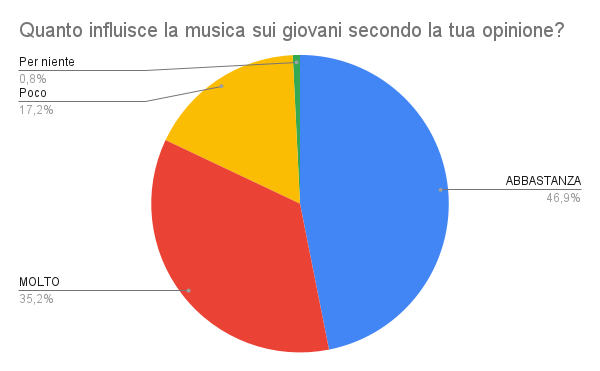 Quanto influisce la musica sui giovani secondo la tua opinione?
Per niente
0,8%
Poco
17,2%
ABBASTANZA
46,9%
MOLTO
35,2%